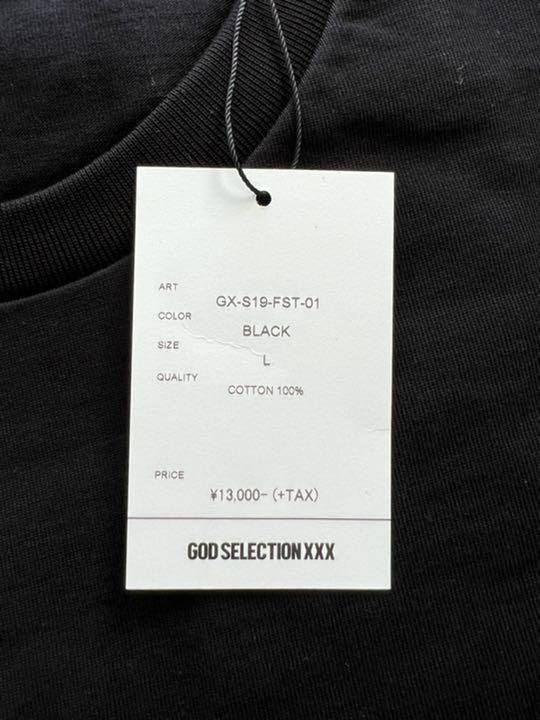 ART
GX-S19-FST-01
COLOR
BLACK
SIZE
L
QUALITY
COTTON 100%
PRICE
¥13,000- (+TAX)
GOD SELECTION XXX